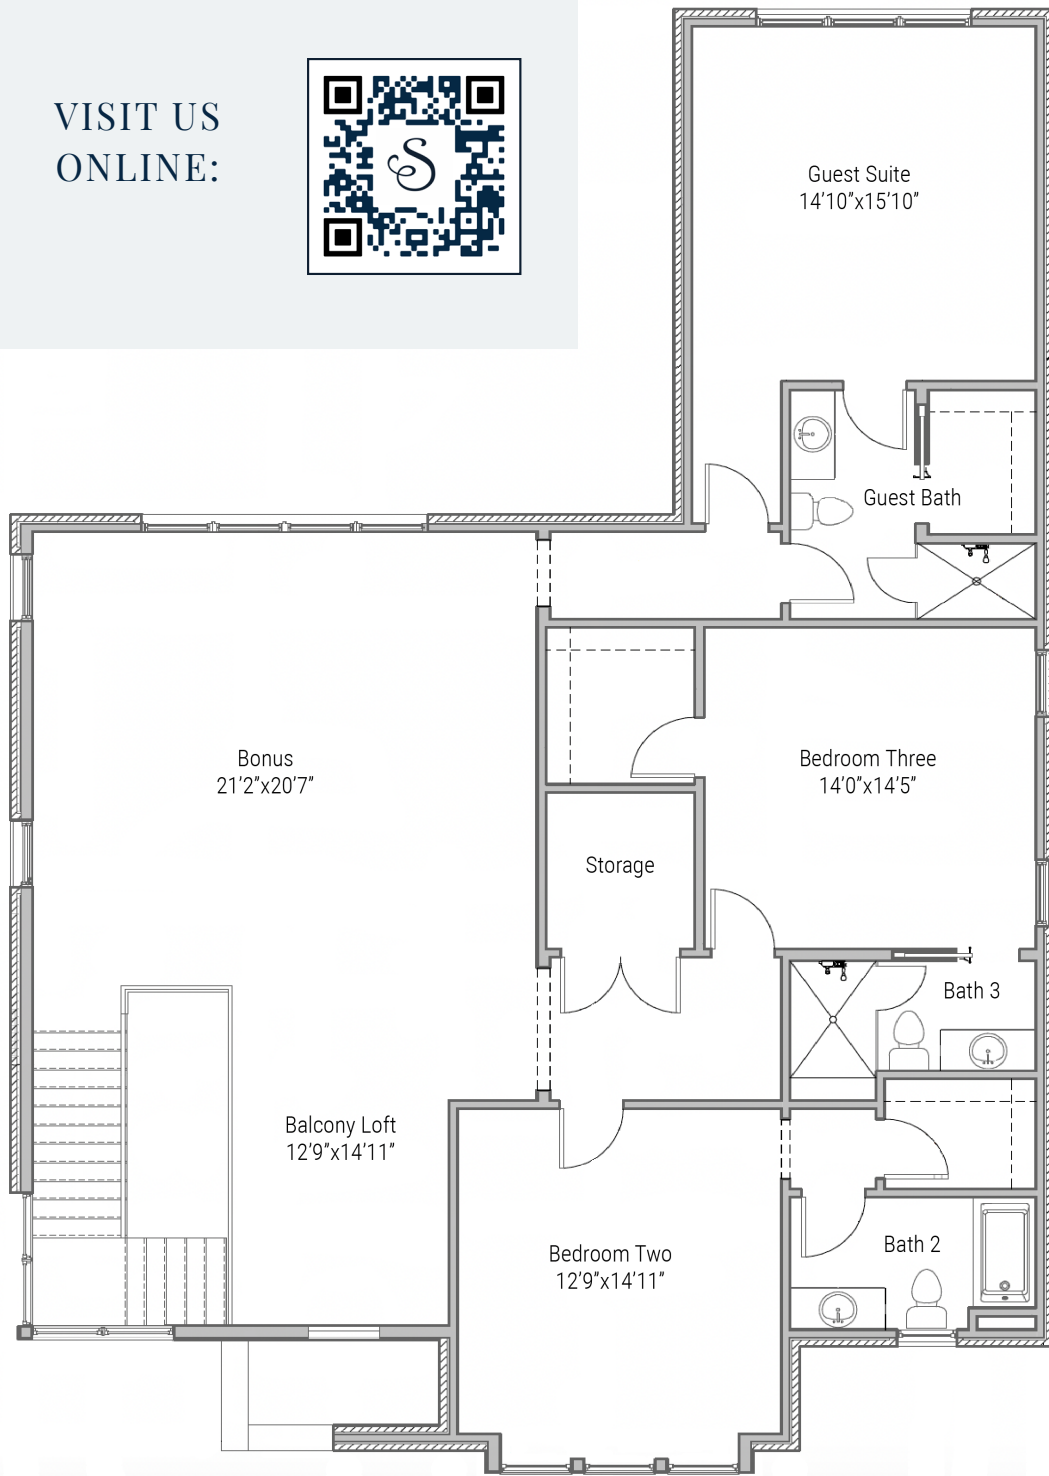 VISIT US
ONLINE:
S
Guest Suite
14’10”x15’10”
Guest Bath
Bonus
21’2”x20’7”
Bedroom Three
14’0”x14’5”
Storage
Bath 3
Balcony Loft
12’9”x14’11”
Bedroom Two
12’9”x14’11”
Bath 2